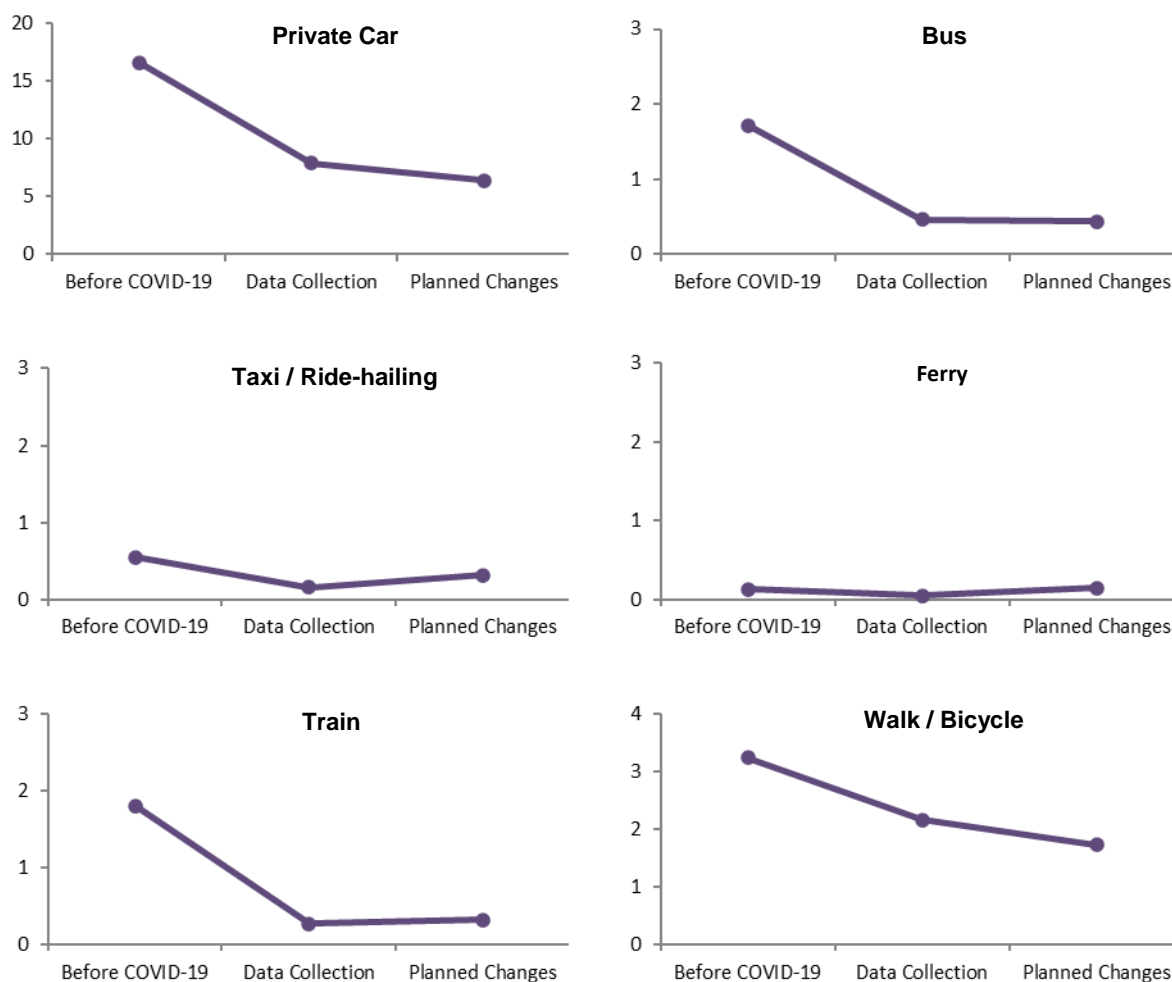 Private Car
20
15
10
5
0
Before COVID-19 Data Collection Planned Changes
Bus
3
2
1
0
Before COVID-19 Data Collection Planned Changes
Taxi / Ride-hailing
3
2
1
0
Before COVID-19 Data Collection Planned Changes
Ferry
3
2
1
0
Before COVID-19 Data Collection Planned Changes
Train
3
2
1
0
Before COVID-19 Data Collection Planned Changes
Walk / Bicycle
4
3
2
1
0
Before COVID-19 Data Collection Planned Changes